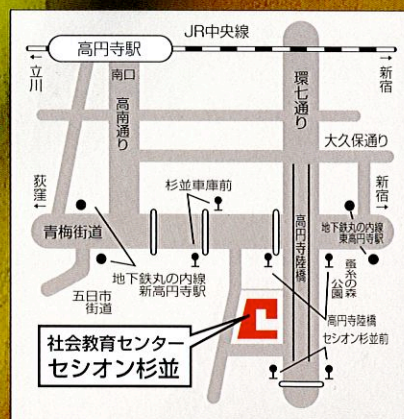 JR中央線
高円寺駅
←立川
新宿→
南口
高南通り
環七通り
大久保通り
荻窪←
杉並車庫前
新宿→
青梅街道
高円寺陸橋
地下鉄丸の内線
東高円寺駅
地下鉄丸の内線
新高円寺駅
五日市
街道
蚕糸の森
公園
高円寺陸橋
セシオン杉並前
社会教育センター
セシオン杉並